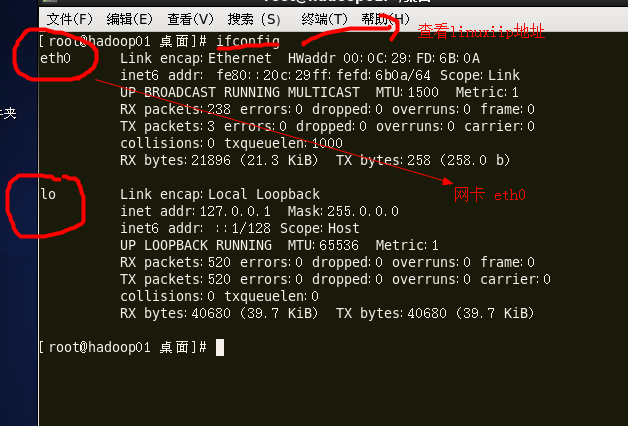 文件(F) 编辑(E) 查看(V) 搜索 (S) 终端(T) 帮助(H)
[root@hadoop01 桌面]# ifconfig 查看linuxiip地址
eth0 Link encap:Ethernet HWaddr 00:0C:29:FD:6B:0A
inet6 addr: fe80::20c:29ff:fefd:6b0a/64 Scope:Link
UP BROADCAST RUNNING MULTICAST MTU:1500 Metric:1
RX packets:238 errors:0 dropped:0 overruns:0 frame:0
TX packets:3 errors:0 dropped:0 overruns:0 carrier:0
collisions:0 txqueuelen:1000
RX bytes:21896 (21.3 KiB) TX bytes:258 (258.0 b)
lo Link encap:Local Loopback
网卡 eth0
inet addr:127.0.0.1 Mask:255.0.0.0
inet6 addr: ::1/128 Scope:Host
UP LOOPBACK RUNNING MTU:65536 Metric:1
RX packets:520 errors:0 dropped:0 overruns:0 frame:0
TX packets:520 errors:0 dropped:0 overruns:0 carrier:0
collisions:0 txqueuelen:0
RX bytes:40680 (39.7 KiB) TX bytes:40680 (39.7 KiB)
[root@hadoop01 桌面]#